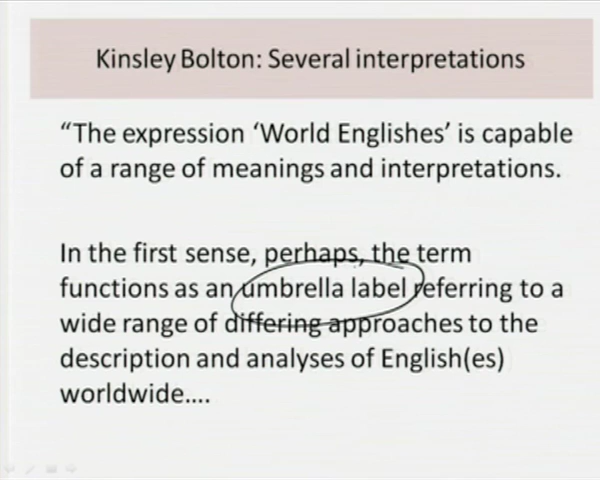 Kinsley Bolton: Several interpretations
“The expression ‘World Englishes’ is capable
of a range of meanings and interpretations.
In the first sense, perhaps, the term
functions as an umbrella label referring to a
wide range of differing approaches to the
description and analyses of English(es)
worldwide....